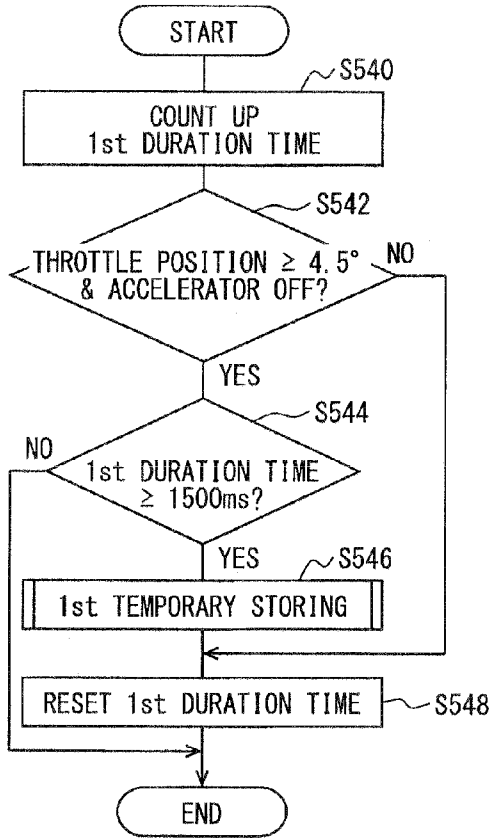 START
S540
COUNT UP
1st DURATION TIME
S542
THROTTLE POSITION ≥ 4.5°
& ACCELERATOR OFF?
NO
YES
S544
NO
1st DURATION TIME
≥ 1500ms?
YES
S546
1st TEMPORARY STORING
RESET 1st DURATION TIME
S548
END